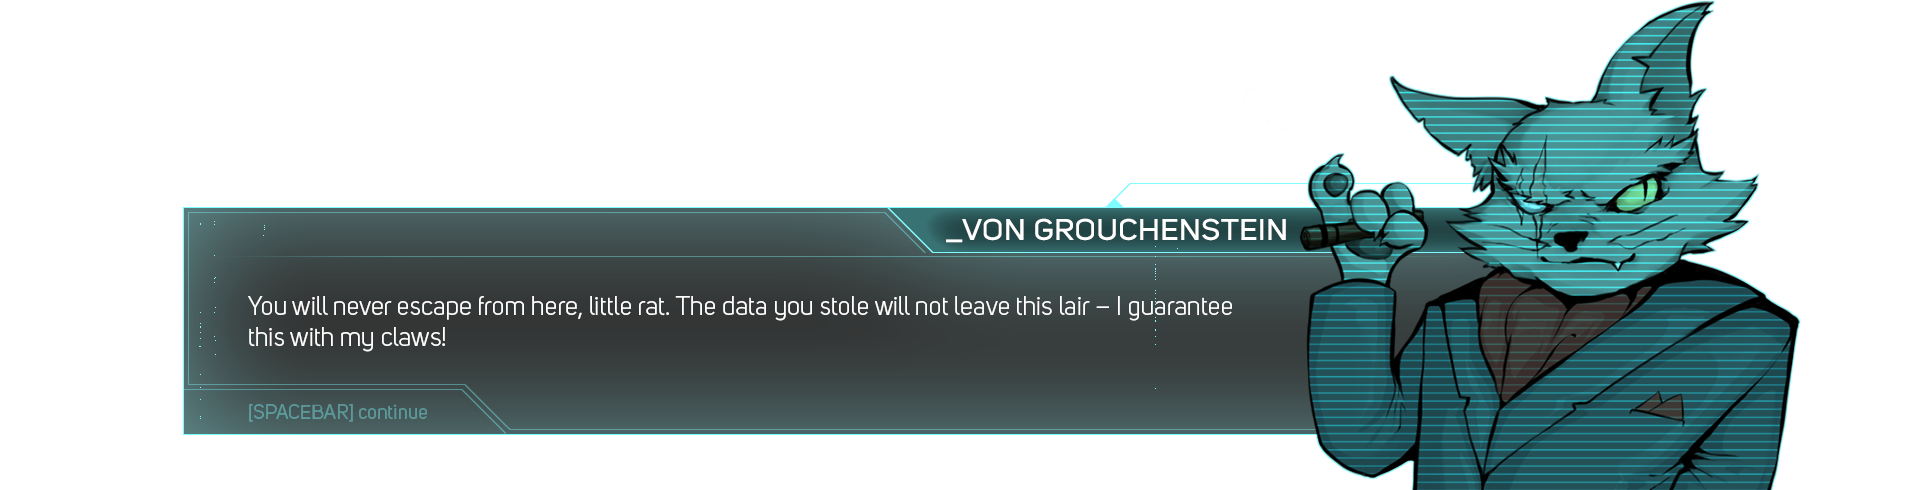 _VON GROUCHENSTEIN
You will never escape from here, little rat. The data you stole will not leave this lair – I guarantee
this with my claws!
[SPACEBAR] continue